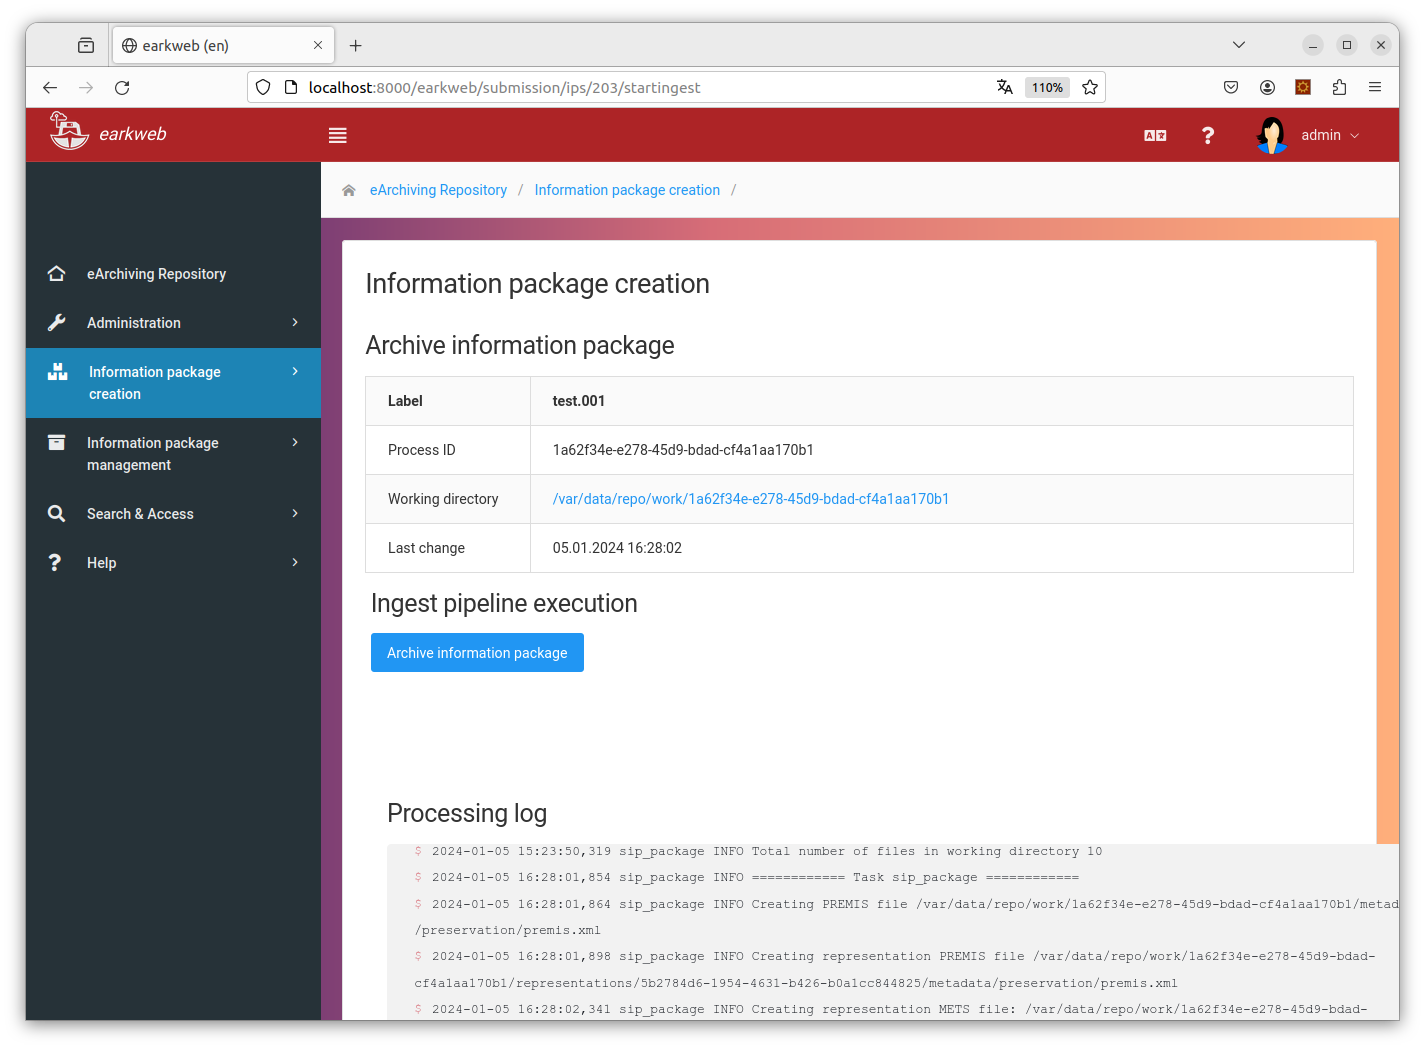 earkweb (en)
localhost:8000/earkweb/submission/ips/203/startingest
110%
earkweb
admin
eArchiving Repository / Information package creation /
eArchiving Repository
Administration
Information package
creation
Information package
management
Search & Access
Help
Information package creation
Archive information package
Label test.001
Process ID 1a62f34e-e278-45d9-bdad-cf4a1aa170b1
Working directory /var/data/repo/work/1a62f34e-e278-45d9-bdad-cf4a1aa170b1
Last change 05.01.2024 16:28:02
Ingest pipeline execution
Archive information package
Processing log
$ 2024-01-05 15:23:50,319 sip_package INFO Total number of files in working directory 10
$ 2024-01-05 16:28:01,854 sip_package INFO ============ Task sip_package ============
$ 2024-01-05 16:28:01,864 sip_package INFO Creating PREMIS file /var/data/repo/work/1a62f34e-e278-45d9-bdad-cf4a1aa170b1/metad
/preservation/premis.xml
$ 2024-01-05 16:28:01,898 sip_package INFO Creating representation PREMIS file /var/data/repo/work/1a62f34e-e278-45d9-bdad-
cf4a1aa170b1/representations/5b2784d6-1954-4631-b426-b0a1cc844825/metadata/preservation/premis.xml
$ 2024-01-05 16:28:02,341 sip_package INFO Creating representation METS file: /var/data/repo/work/1a62f34e-e278-45d9-bdad-